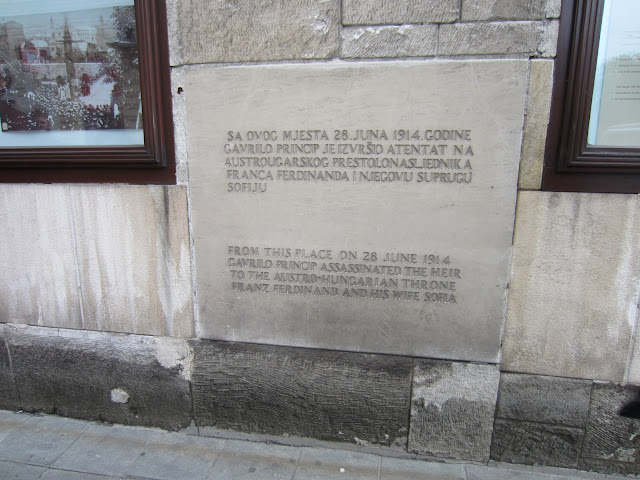 SA OVOG MJESTA 28. JUNA 1914. GODINE
GAVRILO PRINCIP JE IZVRŠIO ATENTAT NA
AUSTROUGARSKOG PRESTOLONASLJEDNIKA
FRANCA FERDINANDA I NJEGOVU SUPRUGU
SOFIJU
FROM THIS PLACE ON 28 JUNE 1914
GAVRILO PRINCIP ASSASSINATED THE HEIR
TO THE AUSTRO-HUNGARIAN THRONE
FRANZ FERDINAND AND HIS WIFE SOFIA